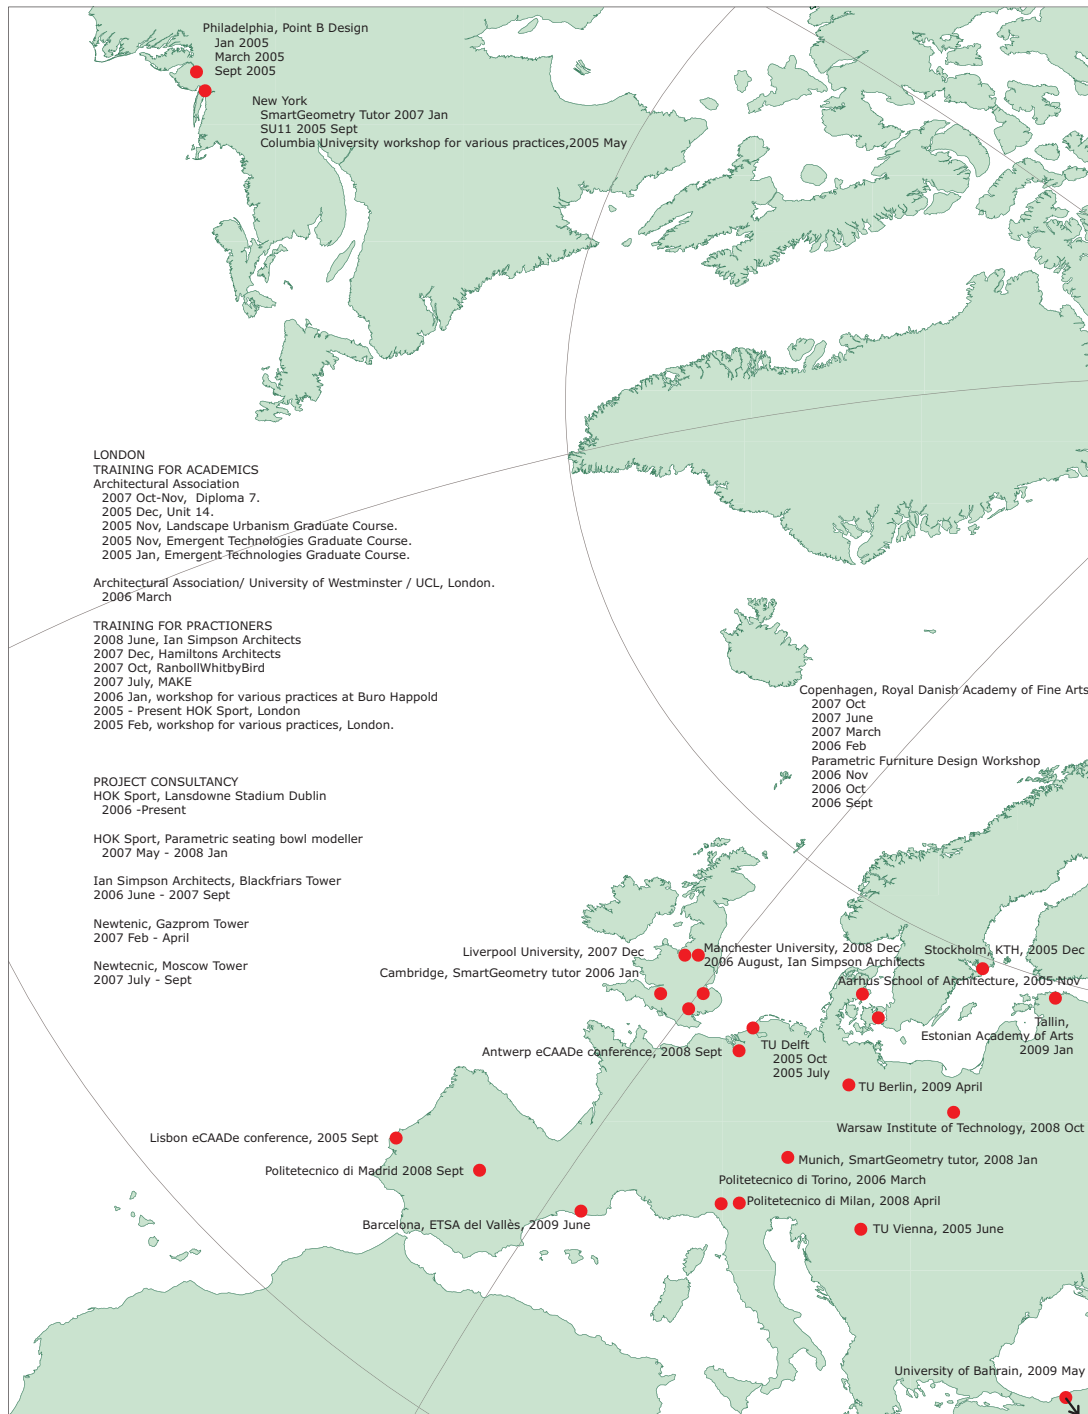 Philadelphia, Point B Design
Jan 2005
March 2005
Sept 2005
New York
SmartGeometry Tutor 2007 Jan
SU11 2005 Sept
Columbia University workshop for various practices,2005 May
LONDON
TRAINING FOR ACADEMICS
Architectural Association
2007 Oct-Nov, Diploma 7.
2005 Dec, Unit 14.
2005 Nov, Landscape Urbanism Graduate Course.
2005 Nov, Emergent Technologies Graduate Course.
2005 Jan, Emergent Technologies Graduate Course.
Architectural Association/ University of Westminster / UCL, London.
2006 March
TRAINING FOR PRACTIONERS
2008 June, Ian Simpson Architects
2007 Dec, Hamiltons Architects
2007 Oct, RanbollWhitbyBird
2007 July, MAKE
2006 Jan, workshop for various practices at Buro Happold
2005 - Present HOK Sport, London
2005 Feb, workshop for various practices, London.
PROJECT CONSULTANCY
HOK Sport, Lansdowne Stadium Dublin
2006 -Present
HOK Sport, Parametric seating bowl modeller
2007 May - 2008 Jan
Ian Simpson Architects, Blackfriars Tower
2006 June - 2007 Sept
Newtenic, Gazprom Tower
2007 Feb - April
Newtecnic, Moscow Tower
2007 July - Sept
Copenhagen, Royal Danish Academy of Fine Arts
2007 Oct
2007 June
2007 March
2006 Feb
Parametric Furniture Design Workshop
2006 Nov
2006 Oct
2006 Sept
Liverpool University, 2007 Dec
Manchester University, 2008 Dec
2006 August, Ian Simpson Architects
Cambridge, SmartGeometry tutor 2006 Jan
Stockholm, KTH, 2005 Dec
Aarhus School of Architecture, 2005 Nov
Tallin,
Estonian Academy of Arts
2009 Jan
Antwerp eCAADe conference, 2008 Sept
TU Delft
2005 Oct
2005 July
TU Berlin, 2009 April
Warsaw Institute of Technology, 2008 Oct
Lisbon eCAADe conference, 2005 Sept
Politetecnico di Madrid 2008 Sept
Munich, SmartGeometry tutor, 2008 Jan
Politetecnico di Torino, 2006 March
Politetecnico di Milan, 2008 April
Barcelona, ETSA del Vallès, 2009 June
TU Vienna, 2005 June
University of Bahrain, 2009 May